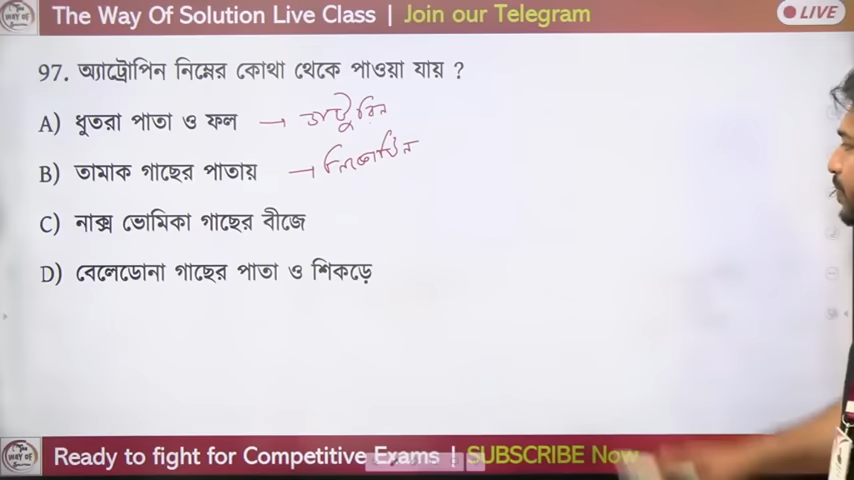 The Way Of Solution Live Class | Join our Telegram
LIVE
97. অ্যাট্রোপিন নিম্নের কোথা থেকে পাওয়া যায় ?
A) ধুতরা পাতা ও ফল → ডাটুরিন
B) তামাক গাছের পাতায় →
C) নাক্স ভোমিকা গাছের বীজে
D) বেলেডোনা গাছের পাতা ও শিকড়ে
Ready to fight for Competitive Exams | SUBSCRIBE Now